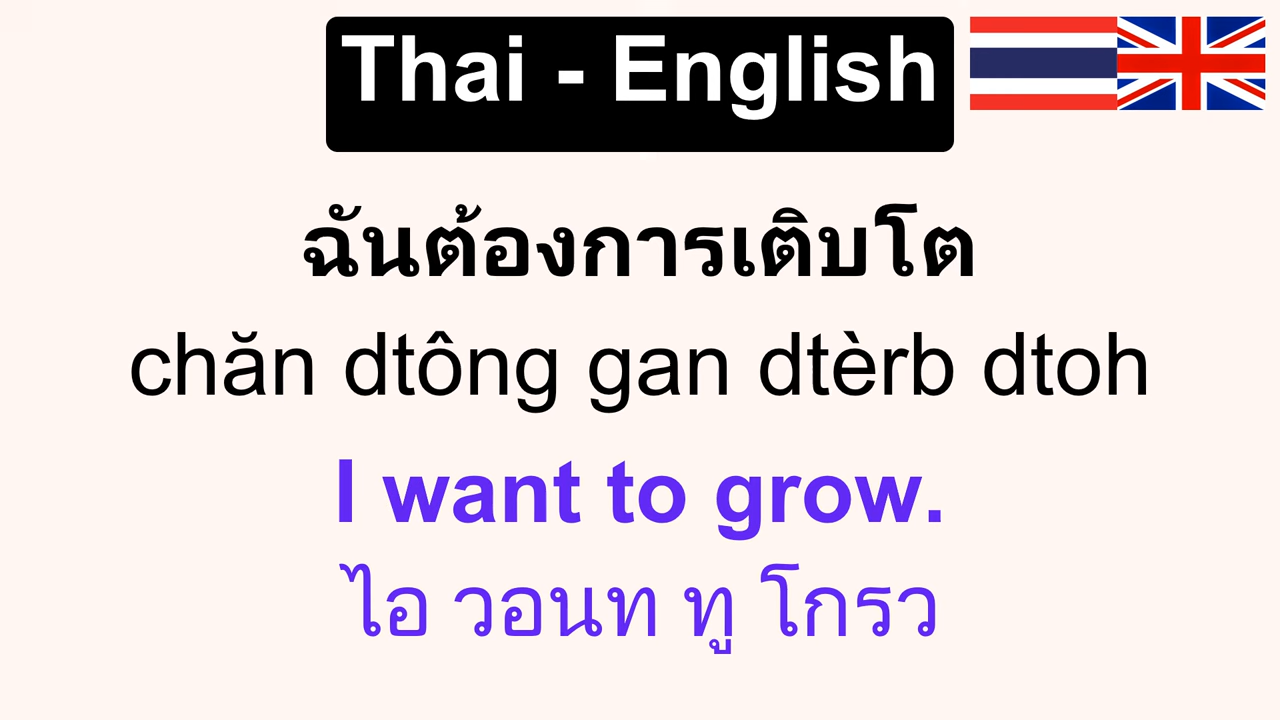 Thai - English
ฉันต้องการเติบโต
chăn dtông gan dtèrb dtoh
I want to grow.
ไอ วอนท ทู โกรว